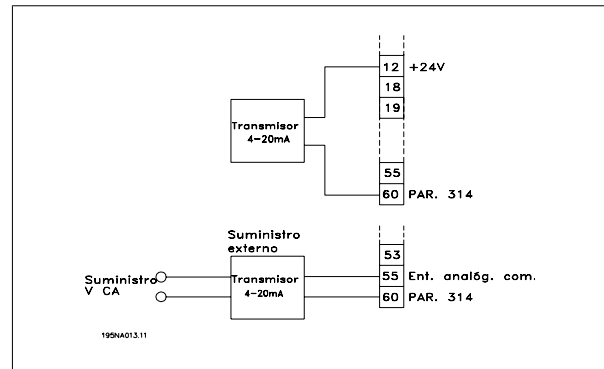 12 +24V
18
19
Transmisor
4-20mA
55
60 PAR. 314
Suministro
externo
53
Suministro
V CA
Transmisor
4-20mA
55 Ent. analóg. com.
60 PAR. 314
195NA013.11